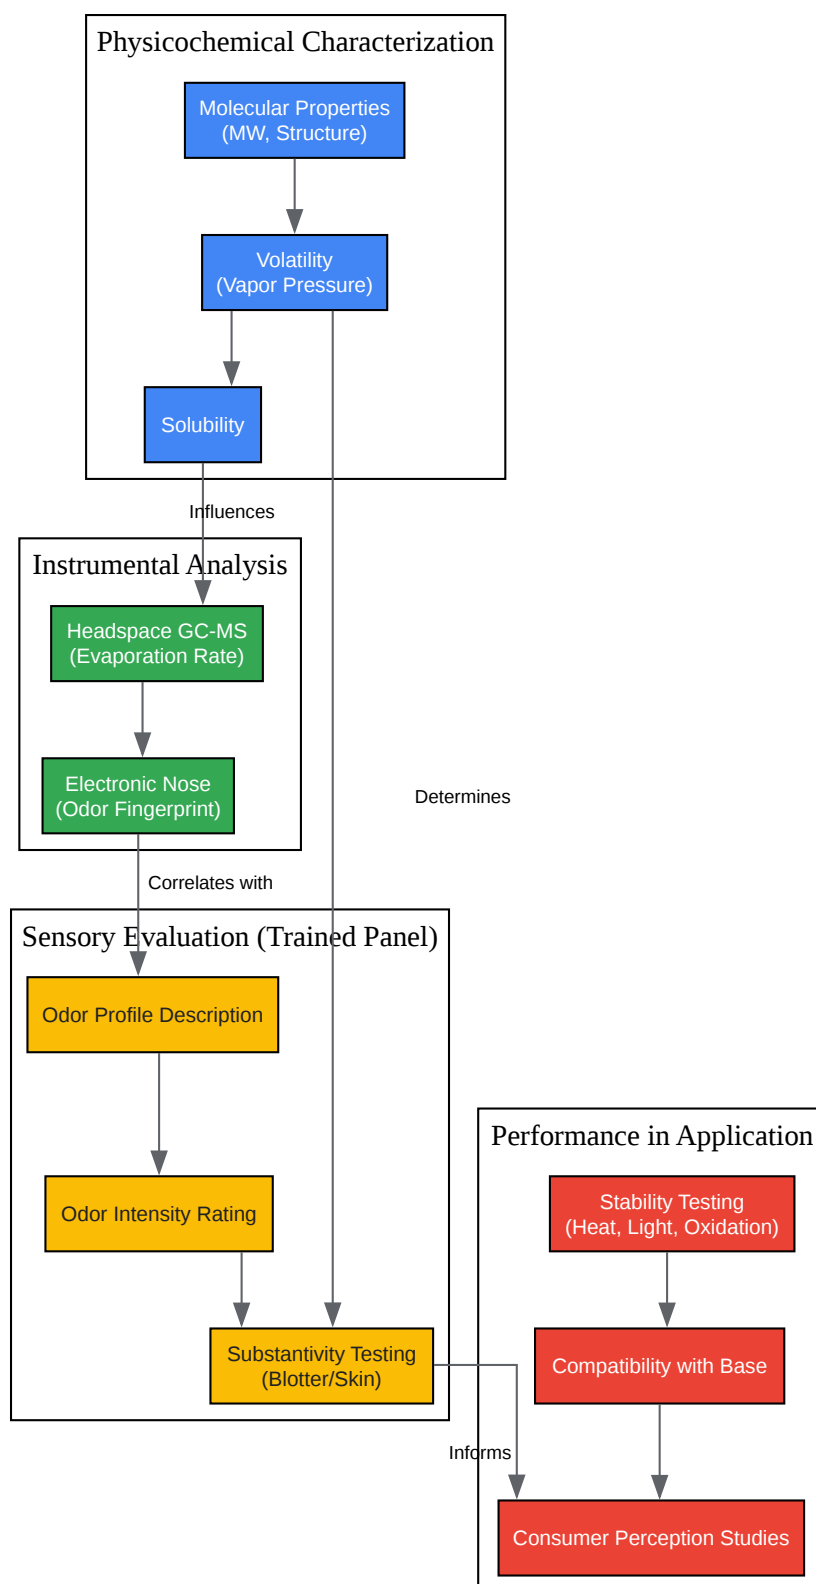 Physicochemical Characterization
Molecular Properties
(MW, Structure)
Volatility
(Vapor Pressure)
Solubility
Influences
Instrumental Analysis
Headspace GC-MS
(Evaporation Rate)
Electronic Nose
(Odor Fingerprint)
Determines
Correlates with
Sensory Evaluation (Trained Panel)
Odor Profile Description
Odor Intensity Rating
Substantivity Testing
(Blotter/Skin)
Informs
Performance in Application
Stability Testing
(Heat, Light, Oxidation)
Compatibility with Base
Consumer Perception Studies